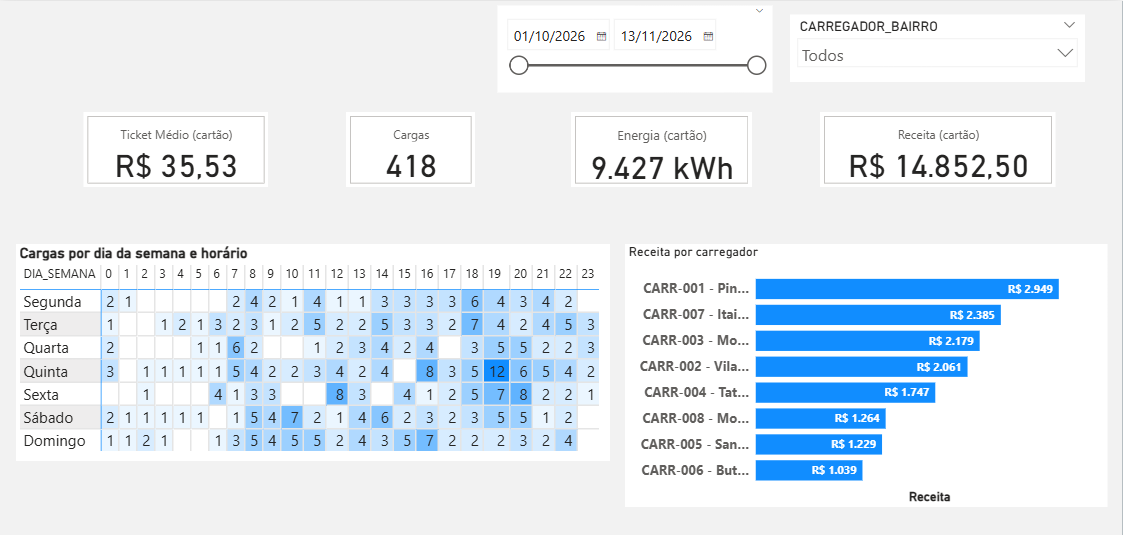 01/10/2026 13/11/2026
CARREGADOR_BAIRRO
Todos
Ticket Médio (cartão)
R$ 35,53
Cargas
418
Energia (cartão)
9.427 kWh
Receita (cartão)
R$ 14.852,50
Cargas por dia da semana e horário
DIA_SEMANA 0 1 2 3 4 5 6 7 8 9 10 11 12 13 14 15 16 17 18 19 20 21 22 23
Segunda 2 1 2 4 2 1 4 1 1 3 3 3 3 6 4 3 4 2
Terça 1 1 2 1 3 2 3 1 2 5 2 2 5 3 3 2 7 4 2 4 5 3
Quarta 2 1 1 6 2 1 2 3 4 2 4 3 5 5 2 2 3
Quinta 3 1 1 1 1 1 5 4 2 2 3 4 2 4 8 3 5 12 6 5 4 2
Sexta 1 4 1 3 3 8 3 4 1 2 5 7 8 2 2 1
Sábado 2 1 1 1 1 1 1 5 4 7 2 1 4 6 2 3 2 3 5 5 1 2
Domingo 1 1 2 1 1 3 5 4 5 5 2 4 3 5 7 2 2 2 3 2 4
Receita por carregador
CARR-001 - Pin... R$ 2.949
CARR-007 - Itai... R$ 2.385
CARR-003 - Mo... R$ 2.179
CARR-002 - Vila... R$ 2.061
CARR-004 - Tat... R$ 1.747
CARR-008 - Mo... R$ 1.264
CARR-005 - San... R$ 1.229
CARR-006 - But... R$ 1.039
Receita